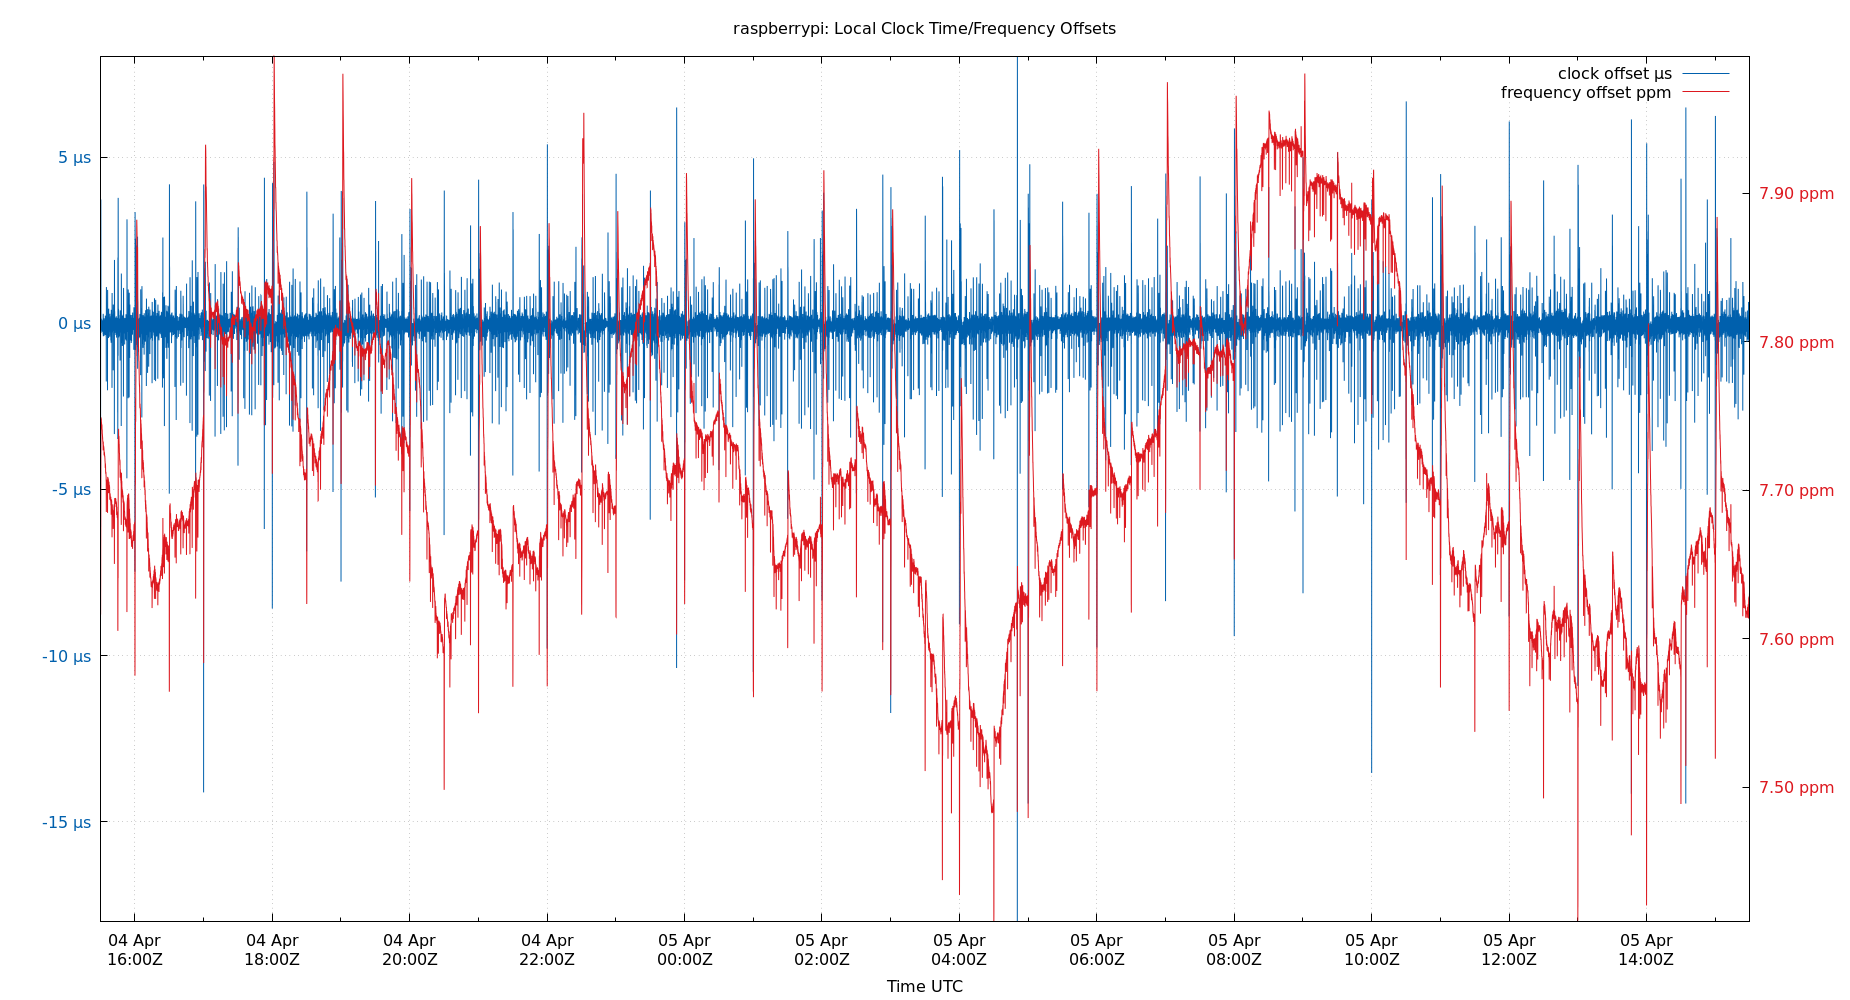 raspberrypi: Local Clock Time/Frequency Offsets
clock offset µs
frequency offset ppm
5 µs
0 µs
-5 µs
-10 µs
-15 µs
7.90 ppm
7.80 ppm
7.70 ppm
7.60 ppm
7.50 ppm
04 Apr 04 Apr 04 Apr 04 Apr 05 Apr 05 Apr 05 Apr 05 Apr 05 Apr 05 Apr 05 Apr 05 Apr
16:00Z 18:00Z 20:00Z 22:00Z 00:00Z 02:00Z 04:00Z 06:00Z 08:00Z 10:00Z 12:00Z 14:00Z
Time UTC